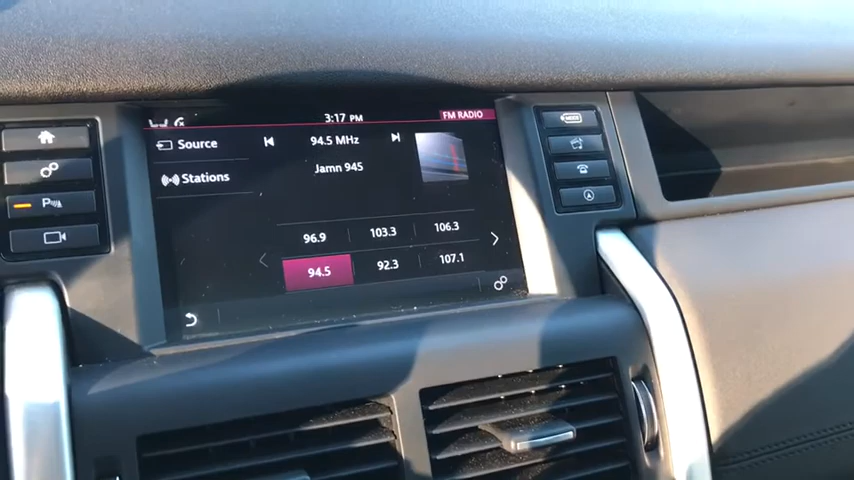 3:17 PM
FM RADIO
Source
94.5 MHz
Jamn 945
Stations
96.9
103.3
106.3
94.5
92.3
107.1
P